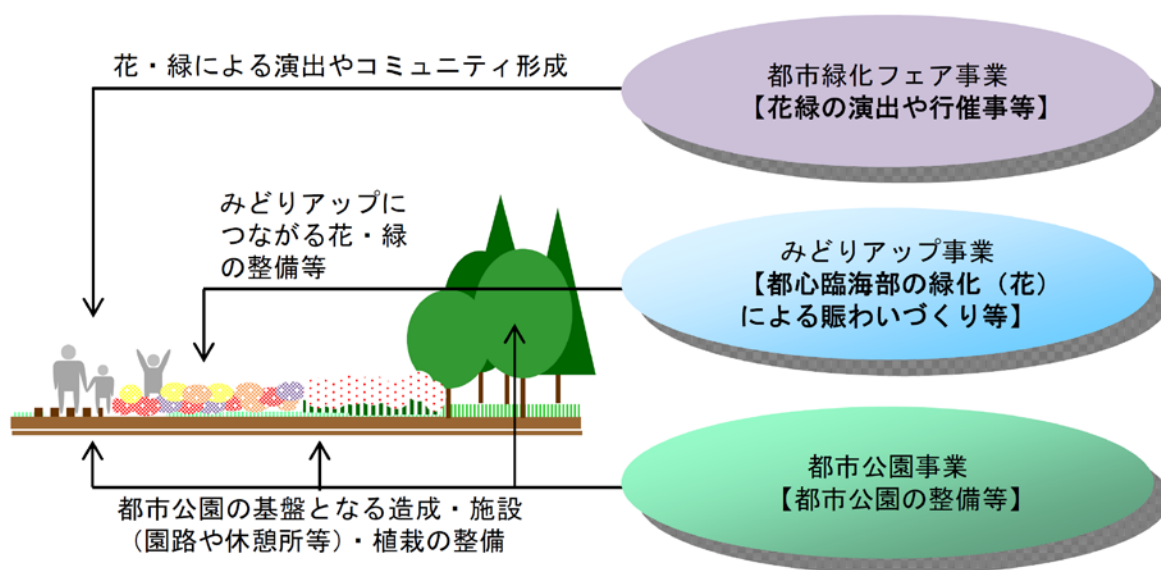 花・緑による演出やコミュニティ形成
都市緑化フェア事業
【花緑の演出や行催事等】
みどりアップに
つながる花・緑
の整備等
みどりアップ事業
【都心臨海部の緑化（花）
による賑わいづくり等】
都市公園事業
【都市公園の整備等】
都市公園の基盤となる造成・施設
（園路や休憩所等）・植栽の整備